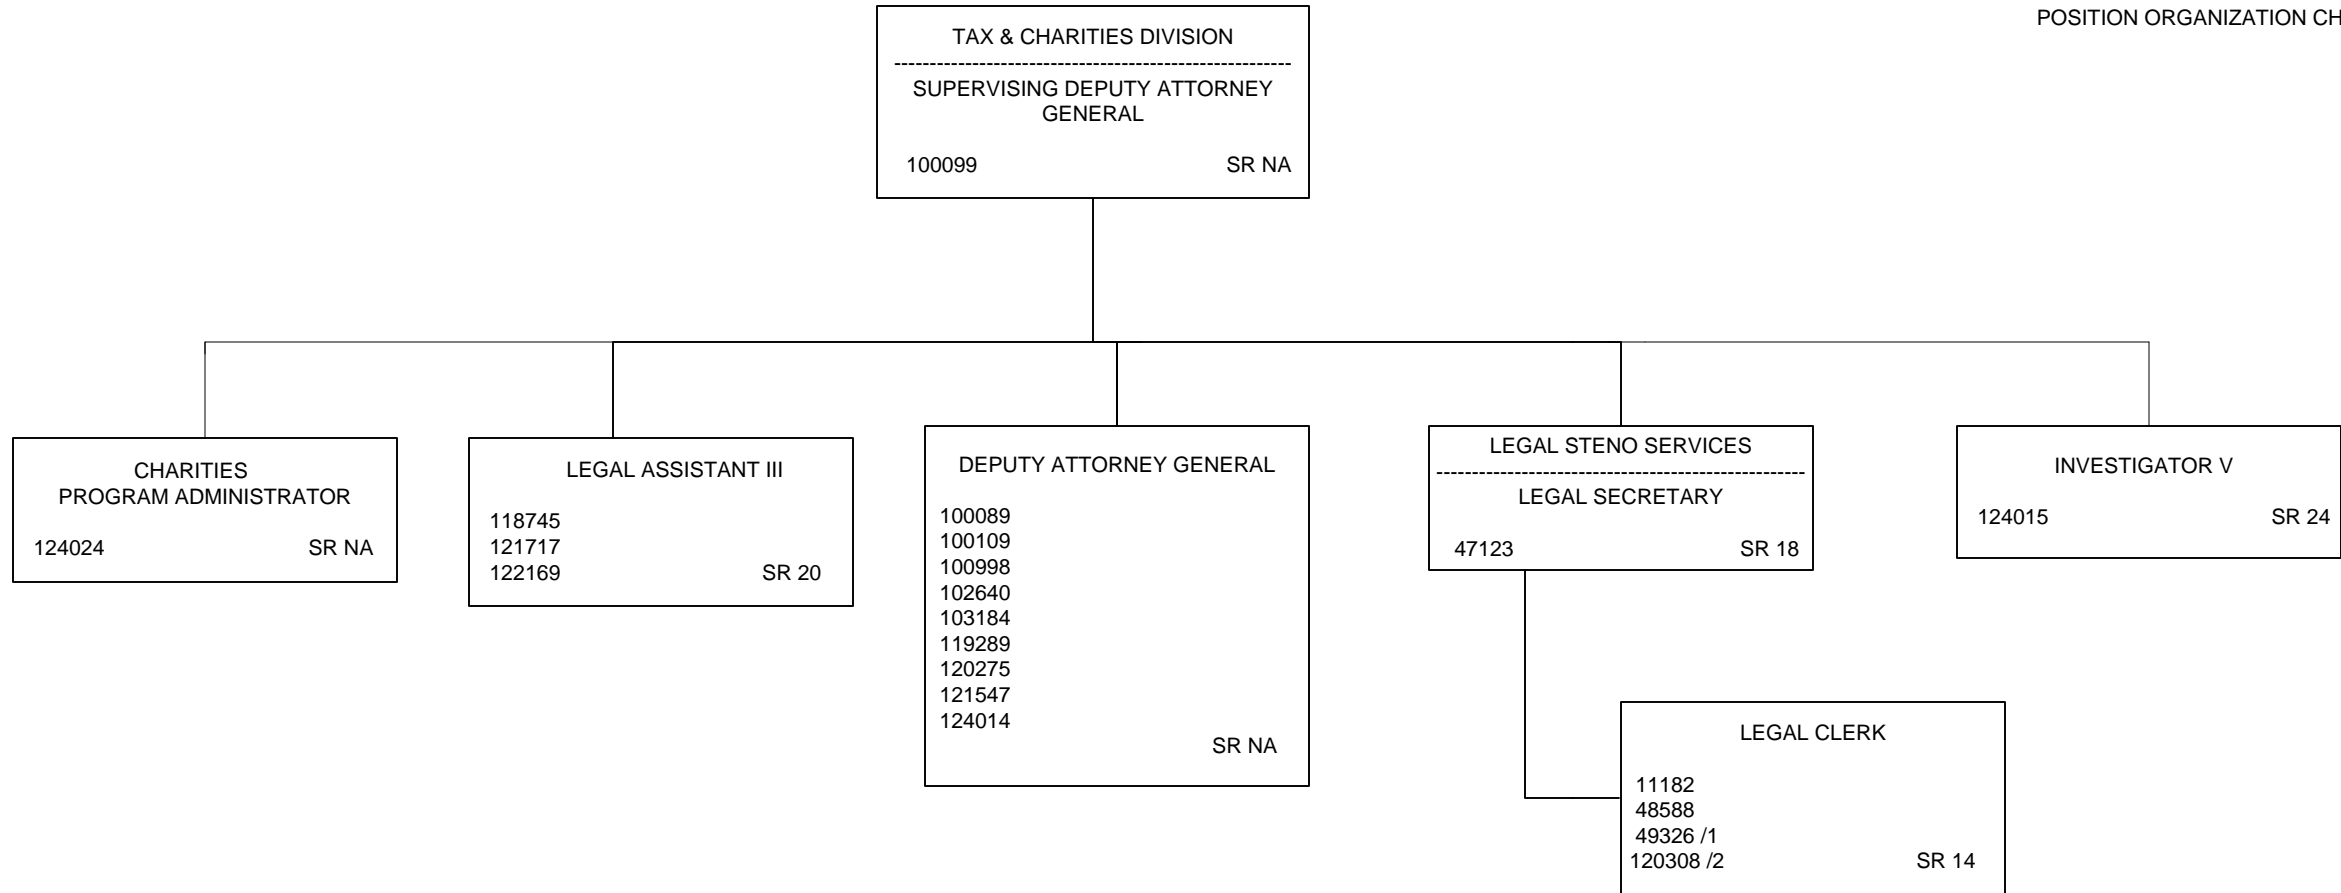 POSITION ORGANIZATION CH
TAX & CHARITIES DIVISION
SUPERVISING DEPUTY ATTORNEY
GENERAL
100099 SR NA
CHARITIES
PROGRAM ADMINISTRATOR
124024 SR NA
LEGAL ASSISTANT III
118745
121717
122169 SR 20
DEPUTY ATTORNEY GENERAL
100089
100109
100998
102640
103184
119289
120275
121547
124014
SR NA
LEGAL STENO SERVICES
LEGAL SECRETARY
47123 SR 18
INVESTIGATOR V
124015 SR 24
LEGAL CLERK
11182
48588
49326 /1
120308 /2 SR 14